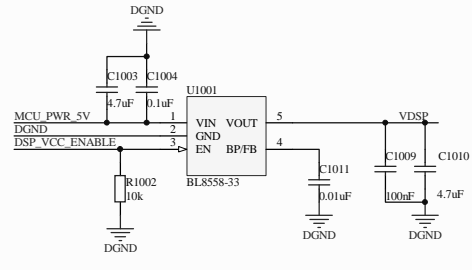 DGND
C1003
C1004
4.7uF
0.1uF
U1001
MCU_PWR_5V
1
VIN
VOUT
5
VDSP
DGND
2
GND
DSP_VCC_ENABLE
3
EN
BP/FB
4
BL8558-33
R1002
10k
C1011
0.01uF
C1009
C1010
100nF
4.7uF
DGND
DGND
DGND